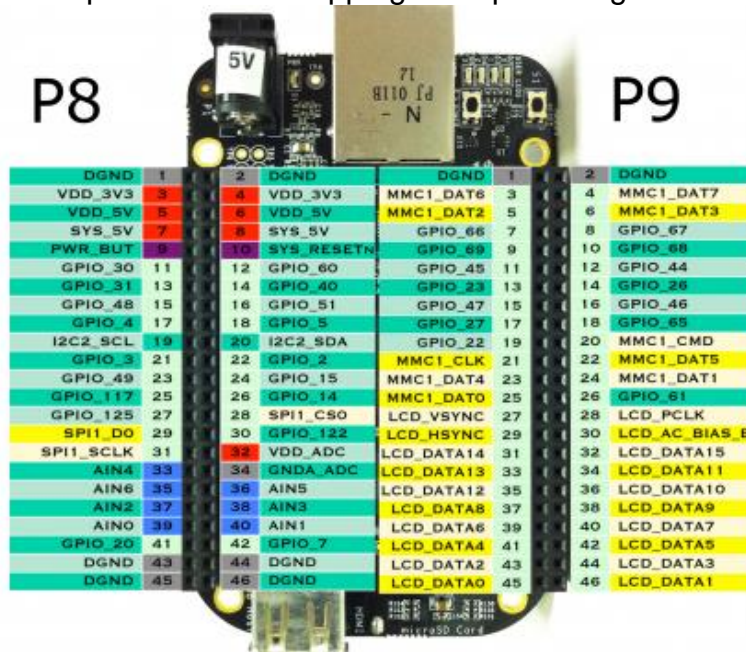 5V
P8
P9
DGND 1 2 DGND DGND 1 2 DGND
VDD_3V3 3 4 VDD_3V3 MMC1_DAT6 3 4 MMC1_DAT7
VDD_5V 5 6 VDD_5V MMC1_DAT2 5 6 MMC1_DAT3
SYS_5V 7 8 SYS_5V GPIO_66 7 8 GPIO_67
PWR_BUT 9 10 SYS_RESETN GPIO_69 9 10 GPIO_68
GPIO_30 11 12 GPIO_60 GPIO_45 11 12 GPIO_44
GPIO_31 13 14 GPIO_40 GPIO_23 13 14 GPIO_26
GPIO_48 15 16 GPIO_51 GPIO_47 15 16 GPIO_46
GPIO_4 17 18 GPIO_5 GPIO_27 17 18 GPIO_65
I2C2_SCL 19 20 I2C2_SDA GPIO_22 19 20 MMC1_CMD
GPIO_3 21 22 GPIO_2 MMC1_CLK 21 22 MMC1_DAT5
GPIO_49 23 24 GPIO_15 MMC1_DAT4 23 24 MMC1_DAT1
GPIO_117 25 26 GPIO_14 MMC1_DAT0 25 26 GPIO_61
GPIO_125 27 28 SPI1_CS0 LCD_VSYNC 27 28 LCD_PCLK
SPI1_D0 29 30 GPIO_122 LCD_HSYNC 29 30 LCD_AC_BIAS_E
SPI1_SCLK 31 32 VDD_ADC LCD_DATA14 31 32 LCD_DATA15
AIN4 33 34 GNDA_ADC LCD_DATA13 33 34 LCD_DATA11
AIN6 35 36 AIN5 LCD_DATA12 35 36 LCD_DATA10
AIN2 37 38 AIN3 LCD_DATA8 37 38 LCD_DATA9
AIN0 39 40 AIN1 LCD_DATA6 39 40 LCD_DATA7
GPIO_20 41 42 GPIO_7 LCD_DATA4 41 42 LCD_DATA5
DGND 43 44 DGND LCD_DATA2 43 44 LCD_DATA3
DGND 45 46 DGND LCD_DATA0 45 46 LCD_DATA1
microSD Card